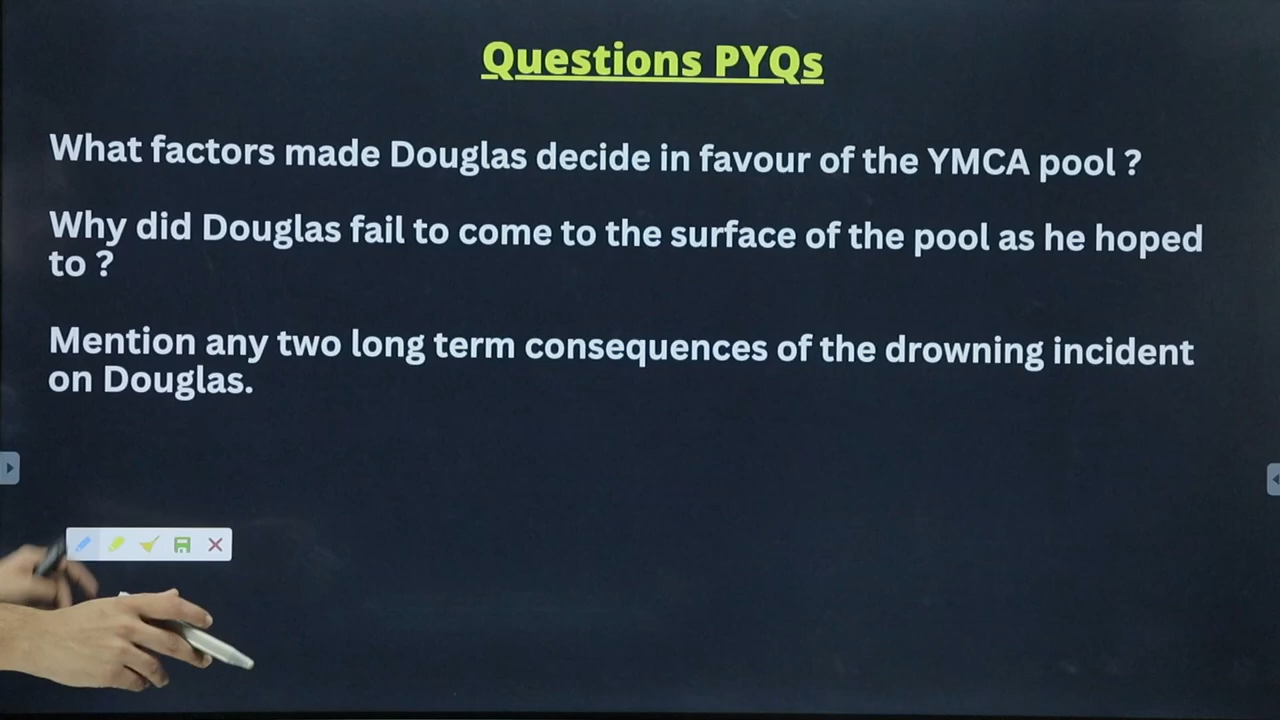 Questions PYQs
What factors made Douglas decide in favour of the YMCA pool ?
Why did Douglas fail to come to the surface of the pool as he hoped
to ?
Mention any two long term consequences of the drowning incident
on Douglas.